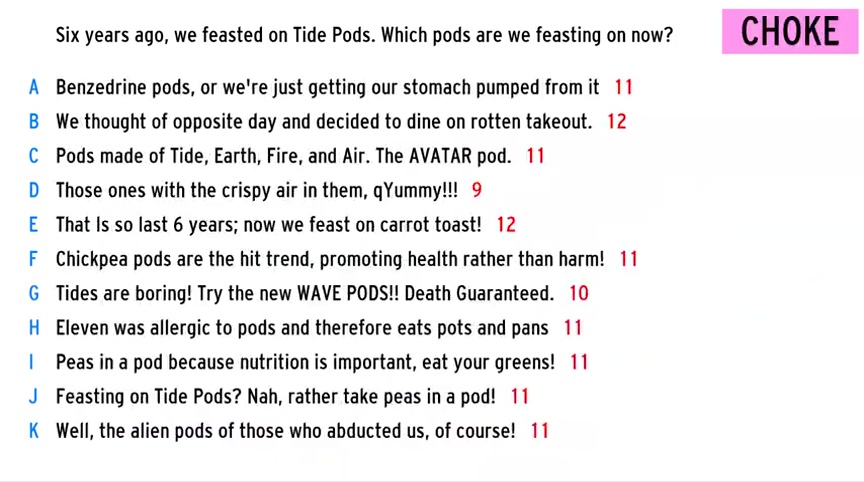 Six years ago, we feasted on Tide Pods. Which pods are we feasting on now?
CHOKE
A Benzedrine pods, or we're just getting our stomach pumped from it 11
B We thought of opposite day and decided to dine on rotten takeout. 12
C Pods made of Tide, Earth, Fire, and Air. The AVATAR pod. 11
D Those ones with the crispy air in them, qYummy!!! 9
E That Is so last 6 years; now we feast on carrot toast! 12
F Chickpea pods are the hit trend, promoting health rather than harm! 11
G Tides are boring! Try the new WAVE PODS!! Death Guaranteed. 10
H Eleven was allergic to pods and therefore eats pots and pans 11
I Peas in a pod because nutrition is important, eat your greens! 11
J Feasting on Tide Pods? Nah, rather take peas in a pod! 11
K Well, the alien pods of those who abducted us, of course! 11